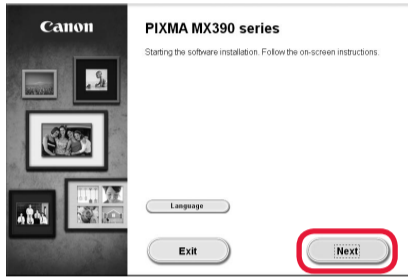 Canon
PIXMA MX390 series
Starting the software installation. Follow the on-screen instructions.
Language
Exit
Next